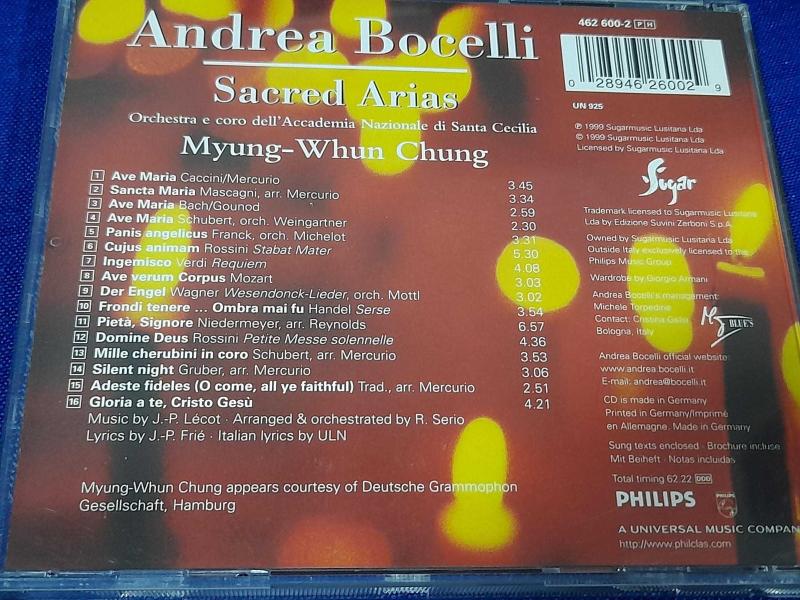 Andrea Bocelli
Sacred Arias
Orchestra e coro dell'Accademia Nazionale di Santa Cecilia
Myung-Whun Chung
1 Ave Maria Caccini/Mercurio 3.45
2 Sancta Maria Mascagni, arr. Mercurio 3.34
3 Ave Maria Bach/Gounod 2.59
4 Ave Maria Schubert, orch. Weingartner 2.30
5 Panis angelicus Franck, orch. Michelot 3.31
6 Cujus animam Rossini Stabat Mater 5.30
7 Ingemisco Verdi Requiem 4.08
8 Ave verum Corpus Mozart 3.03
9 Der Engel Wagner Wesendonck-Lieder, orch. Mottl 3.02
10 Frondi tenere ... Ombra mai fu Handel Serse 3.54
11 Pietà, Signore Niedermeyer, arr. Reynolds 6.57
12 Domine Deus Rossini Petite Messe solennelle 4.36
13 Mille cherubini in coro Schubert, arr. Mercurio 3.53
14 Silent night Gruber, arr. Mercurio 3.06
15 Adeste fideles (O come, all ye faithful) Trad., arr. Mercurio 2.51
16 Gloria a te, Cristo Gesù 4.21
Music by J.-P. Lécot · Arranged & orchestrated by R. Serio
Lyrics by J.-P. Frié · Italian lyrics by ULN
Myung-Whun Chung appears courtesy of Deutsche Grammophon
Gesellschaft, Hamburg
462 600-2 PH
0 28946 26002 9
UN 925
℗ 1999 Sugarmusic Lusitana Lda
© 1999 Sugarmusic Lusitana Lda
Licensed by Sugarmusic Lusitana Lda
Sugar
Trademark licensed to Sugarmusic Lusitana
Lda by Edizione Suvini Zerboni S.p.A
Owned by Sugarmusic Lusitana Lda
Outside Italy exclusively licensed to the
Philips Music Group
Wardrobe by Giorgio Armani
Andrea Bocelli's management:
Michele Torpedine
Contact: Cristina
Bologna, Italy
BLUE'S
Andrea Bocelli official website:
www.andrea.bocelli.it
E-mail: andrea@bocelli.it
CD is made in Germany
Printed in Germany/Imprimé
en Allemagne. Made in Germany
Sung texts enclosed · Brochure incluse
Mit Beiheft · Notas incluidas
Total timing 62.22 DDD
PHILIPS
PHILIPS
A UNIVERSAL MUSIC COMPAN
http://www.philclas.com